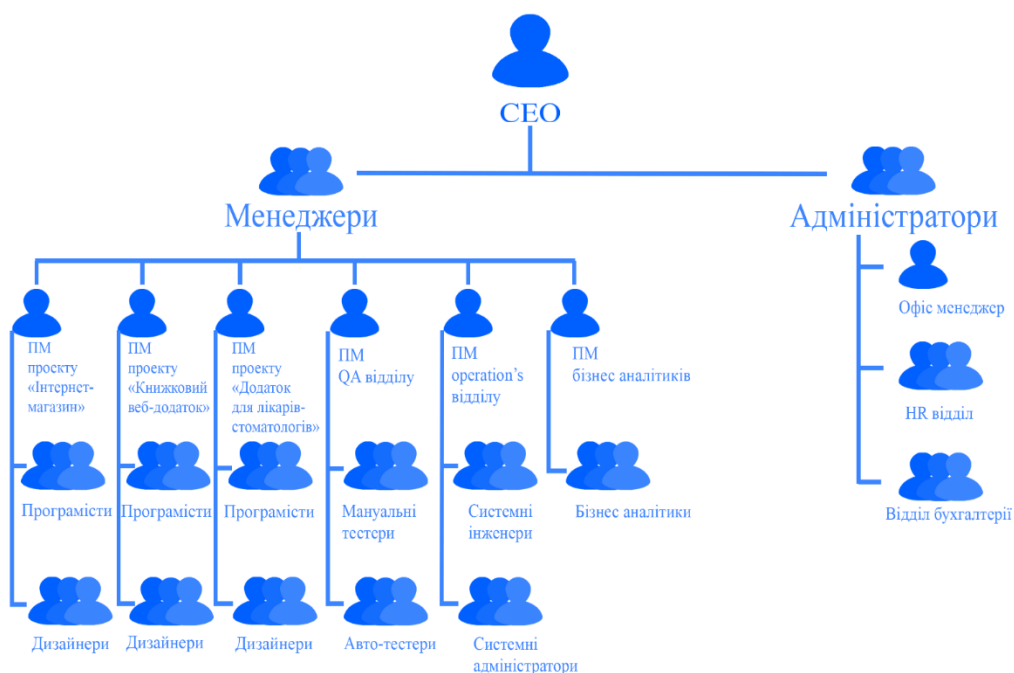 CEO
Менеджери
Адміністратори
ПМ
проєкту
«Інтернет-
магазин»
ПМ
проекту
«Книжковий
веб-додаток»
ПМ
проекту
«Додаток
для лікарів-
стоматологів»
ПМ
QA відділу
ПМ
operation’s
відділу
ПМ
бізнес аналітиків
Офіс менеджер
HR відділ
Відділ бухгалтерії
Програмісти
Програмісти
Програмісти
Мануальні
тестери
Системні
інженери
Бізнес аналітики
Дизайнери
Дизайнери
Дизайнери
Авто-тестери
Системні
адміністратори